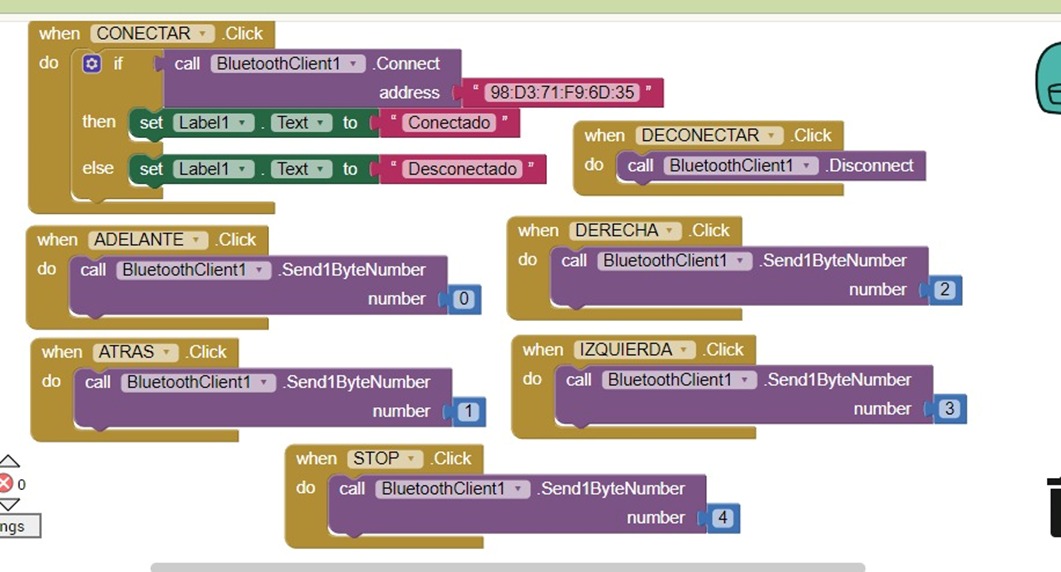 when CONECTAR .Click
do if call BluetoothClient1 .Connect
address " 98:D3:71:F9:6D:35 "
then set Label1 . Text to " Conectado "
else set Label1 . Text to " Desconectado "
when DECONECTAR .Click
do call BluetoothClient1 .Disconnect
when ADELANTE .Click
do call BluetoothClient1 .Send1ByteNumber
number 0
when DERECHA .Click
do call BluetoothClient1 .Send1ByteNumber
number 2
when ATRAS .Click
do call BluetoothClient1 .Send1ByteNumber
number 1
when IZQUIERDA .Click
do call BluetoothClient1 .Send1ByteNumber
number 3
when STOP .Click
do call BluetoothClient1 .Send1ByteNumber
number 4
0
ngs